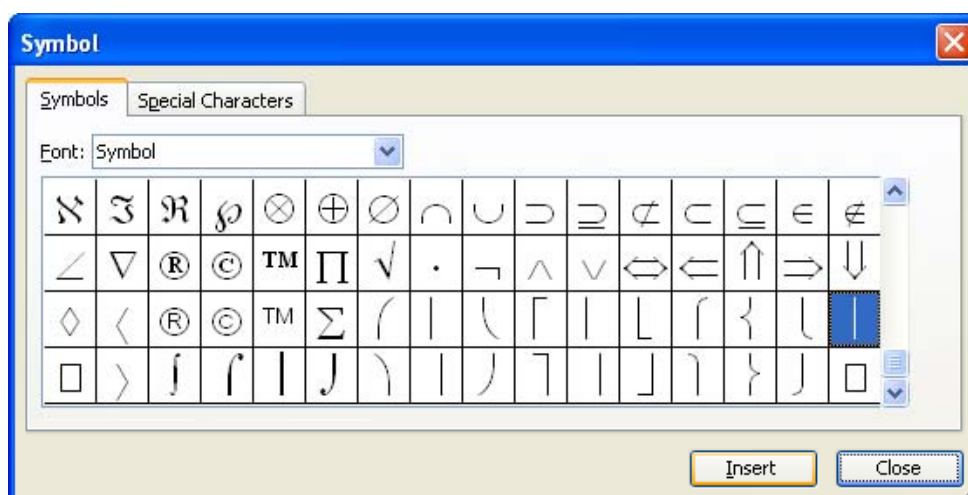 Symbol
Symbols Special Characters
Font: Symbol
ℵ ℑ ℜ ℘ ⊗ ⊕ ∅ ∩ ∪ ⊃ ⊇ ⊄ ⊂ ⊆ ∈ ∉
∠ ∇ ® © ™ ∏ √ ⋅ ¬ ∧ ∨ ⇔ ⇐ ⇑ ⇒ ⇓
◊ 〈 ® © ™ ∑ ⎛ ⎜ ⎝ ⎡ ⎢ ⎣ ⎧ ⎨ ⎩ ⎪
□ 〉 ∫ ⌠ ⎮ ⌡ ⎞ ⎟ ⎠ ⎤ ⎥ ⎦ ⎫ ⎬ ⎭ □
Insert Close